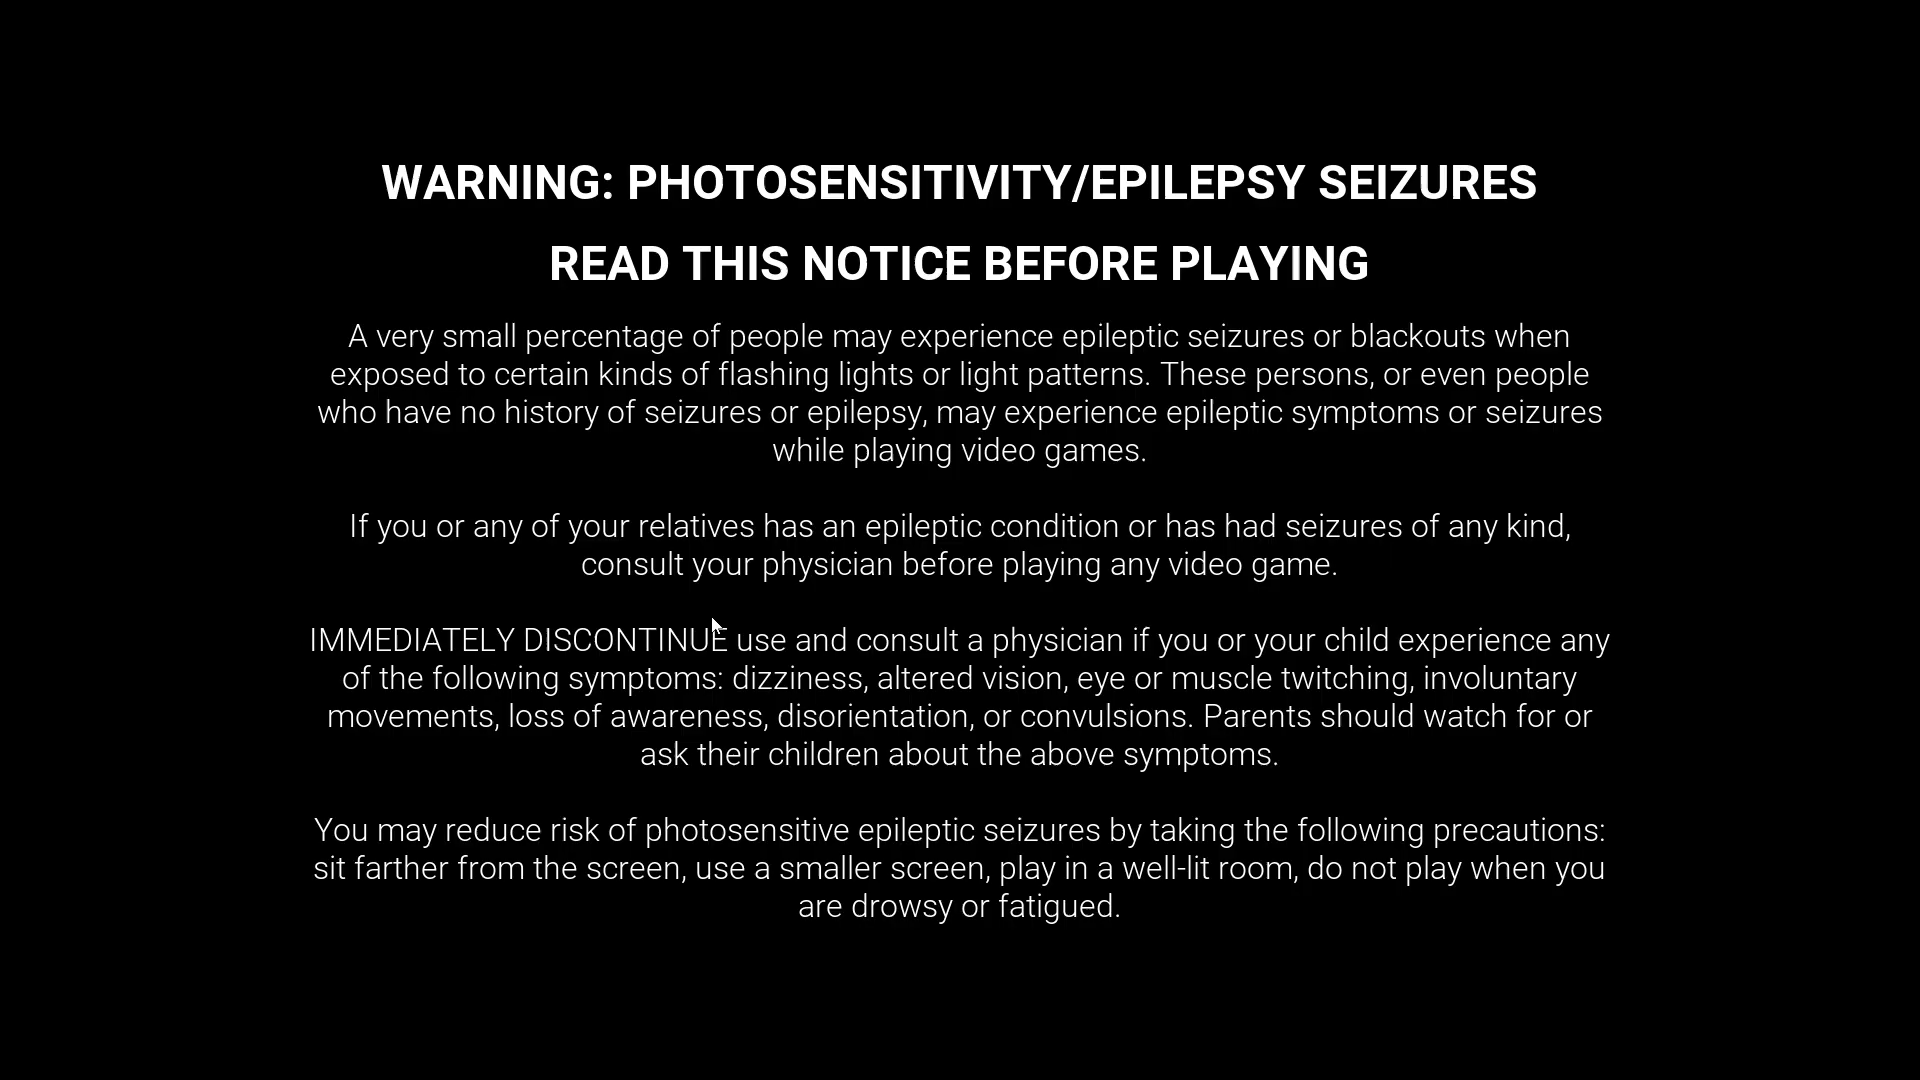 WARNING: PHOTOSENSITIVITY/EPILEPSY SEIZURES
READ THIS NOTICE BEFORE PLAYING
A very small percentage of people may experience epileptic seizures or blackouts when
exposed to certain kinds of flashing lights or light patterns. These persons, or even people
who have no history of seizures or epilepsy, may experience epileptic symptoms or seizures
while playing video games.
If you or any of your relatives has an epileptic condition or has had seizures of any kind,
consult your physician before playing any video game.
IMMEDIATELY DISCONTINUE use and consult a physician if you or your child experience any
of the following symptoms: dizziness, altered vision, eye or muscle twitching, involuntary
movements, loss of awareness, disorientation, or convulsions. Parents should watch for or
ask their children about the above symptoms.
You may reduce risk of photosensitive epileptic seizures by taking the following precautions:
sit farther from the screen, use a smaller screen, play in a well-lit room, do not play when you
are drowsy or fatigued.